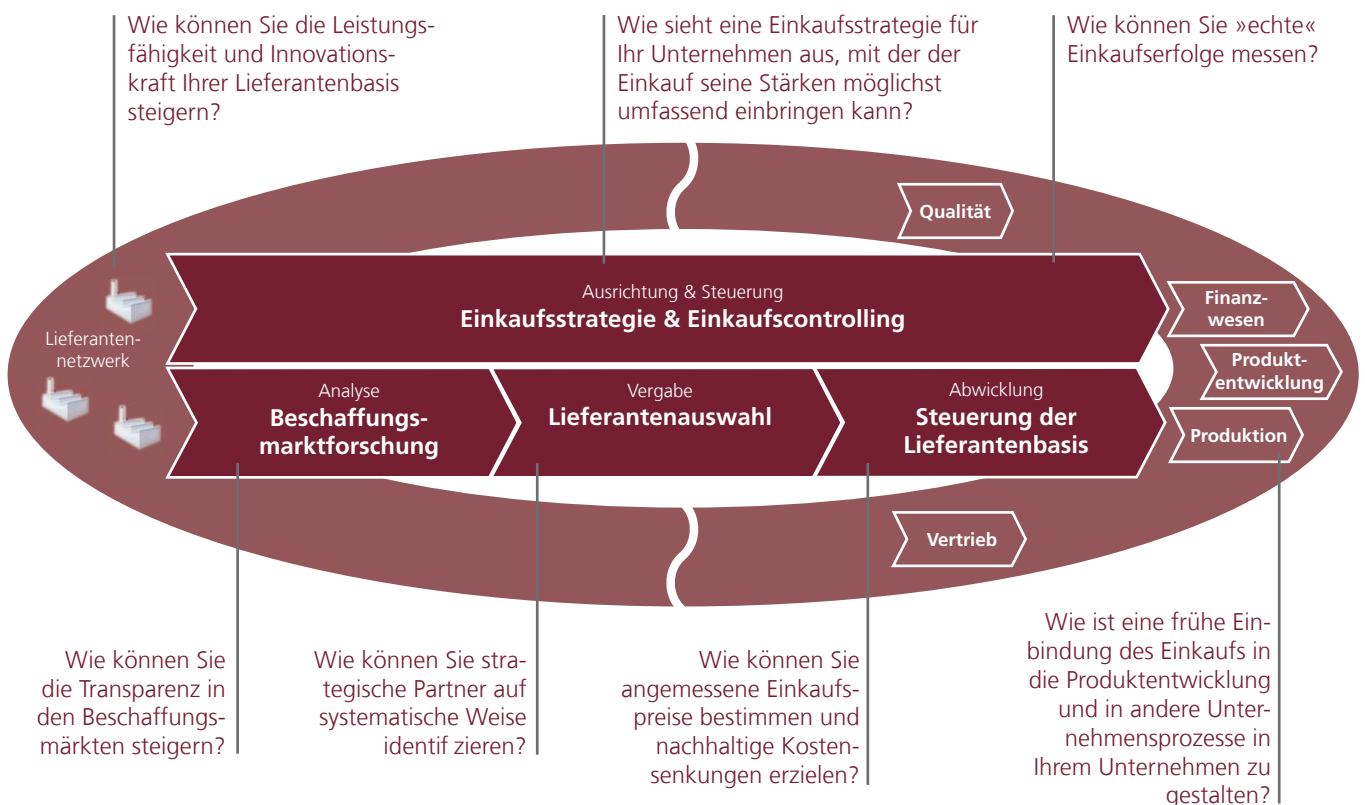 Wie können Sie die Leistungs-
fähigkeit und Innovations-
kraft Ihrer Lieferantenbasis
steigern?
Wie sieht eine Einkaufsstrategie für
Ihr Unternehmen aus, mit der der
Einkauf seine Stärken möglichst
umfassend einbringen kann?
Wie können Sie »echte«
Einkaufserfolge messen?
Qualität
Ausrichtung & Steuerung
Einkaufsstrategie & Einkaufscontrolling
Finanz-
wesen
Lieferanten-
netzwerk
Produkt-
entwicklung
Analyse
Beschaffungs-
marktforschung
Vergabe
Lieferantenauswahl
Abwicklung
Steuerung der
Lieferantenbasis
Produktion
Vertrieb
Wie können Sie
die Transparenz in
den Beschaffungs-
märkten steigern?
Wie können Sie stra-
tegische Partner auf
systematische Weise
identif zieren?
Wie können Sie
angemessene Einkaufs-
preise bestimmen und
nachhaltige Kosten-
senkungen erzielen?
Wie ist eine frühe Ein-
bindung des Einkaufs in
die Produktentwicklung
und in andere Unter-
nehmensprozesse in
Ihrem Unternehmen zu
gestalten?